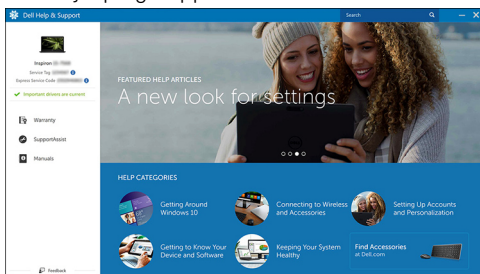 Dell Help & Support
Search
Inspiron
Service Tag
Express Service Code
Important drivers are current
Warranty
SupportAssist
Manuals
Feedback
FEATURED HELP ARTICLES
A new look for settings
HELP CATEGORIES
Getting Around
Windows 10
Connecting to Wireless
and Accessories
Setting Up Accounts
and Personalization
Getting to Know Your
Device and Software
Keeping Your System
Healthy
Find Accessories
at Dell.com